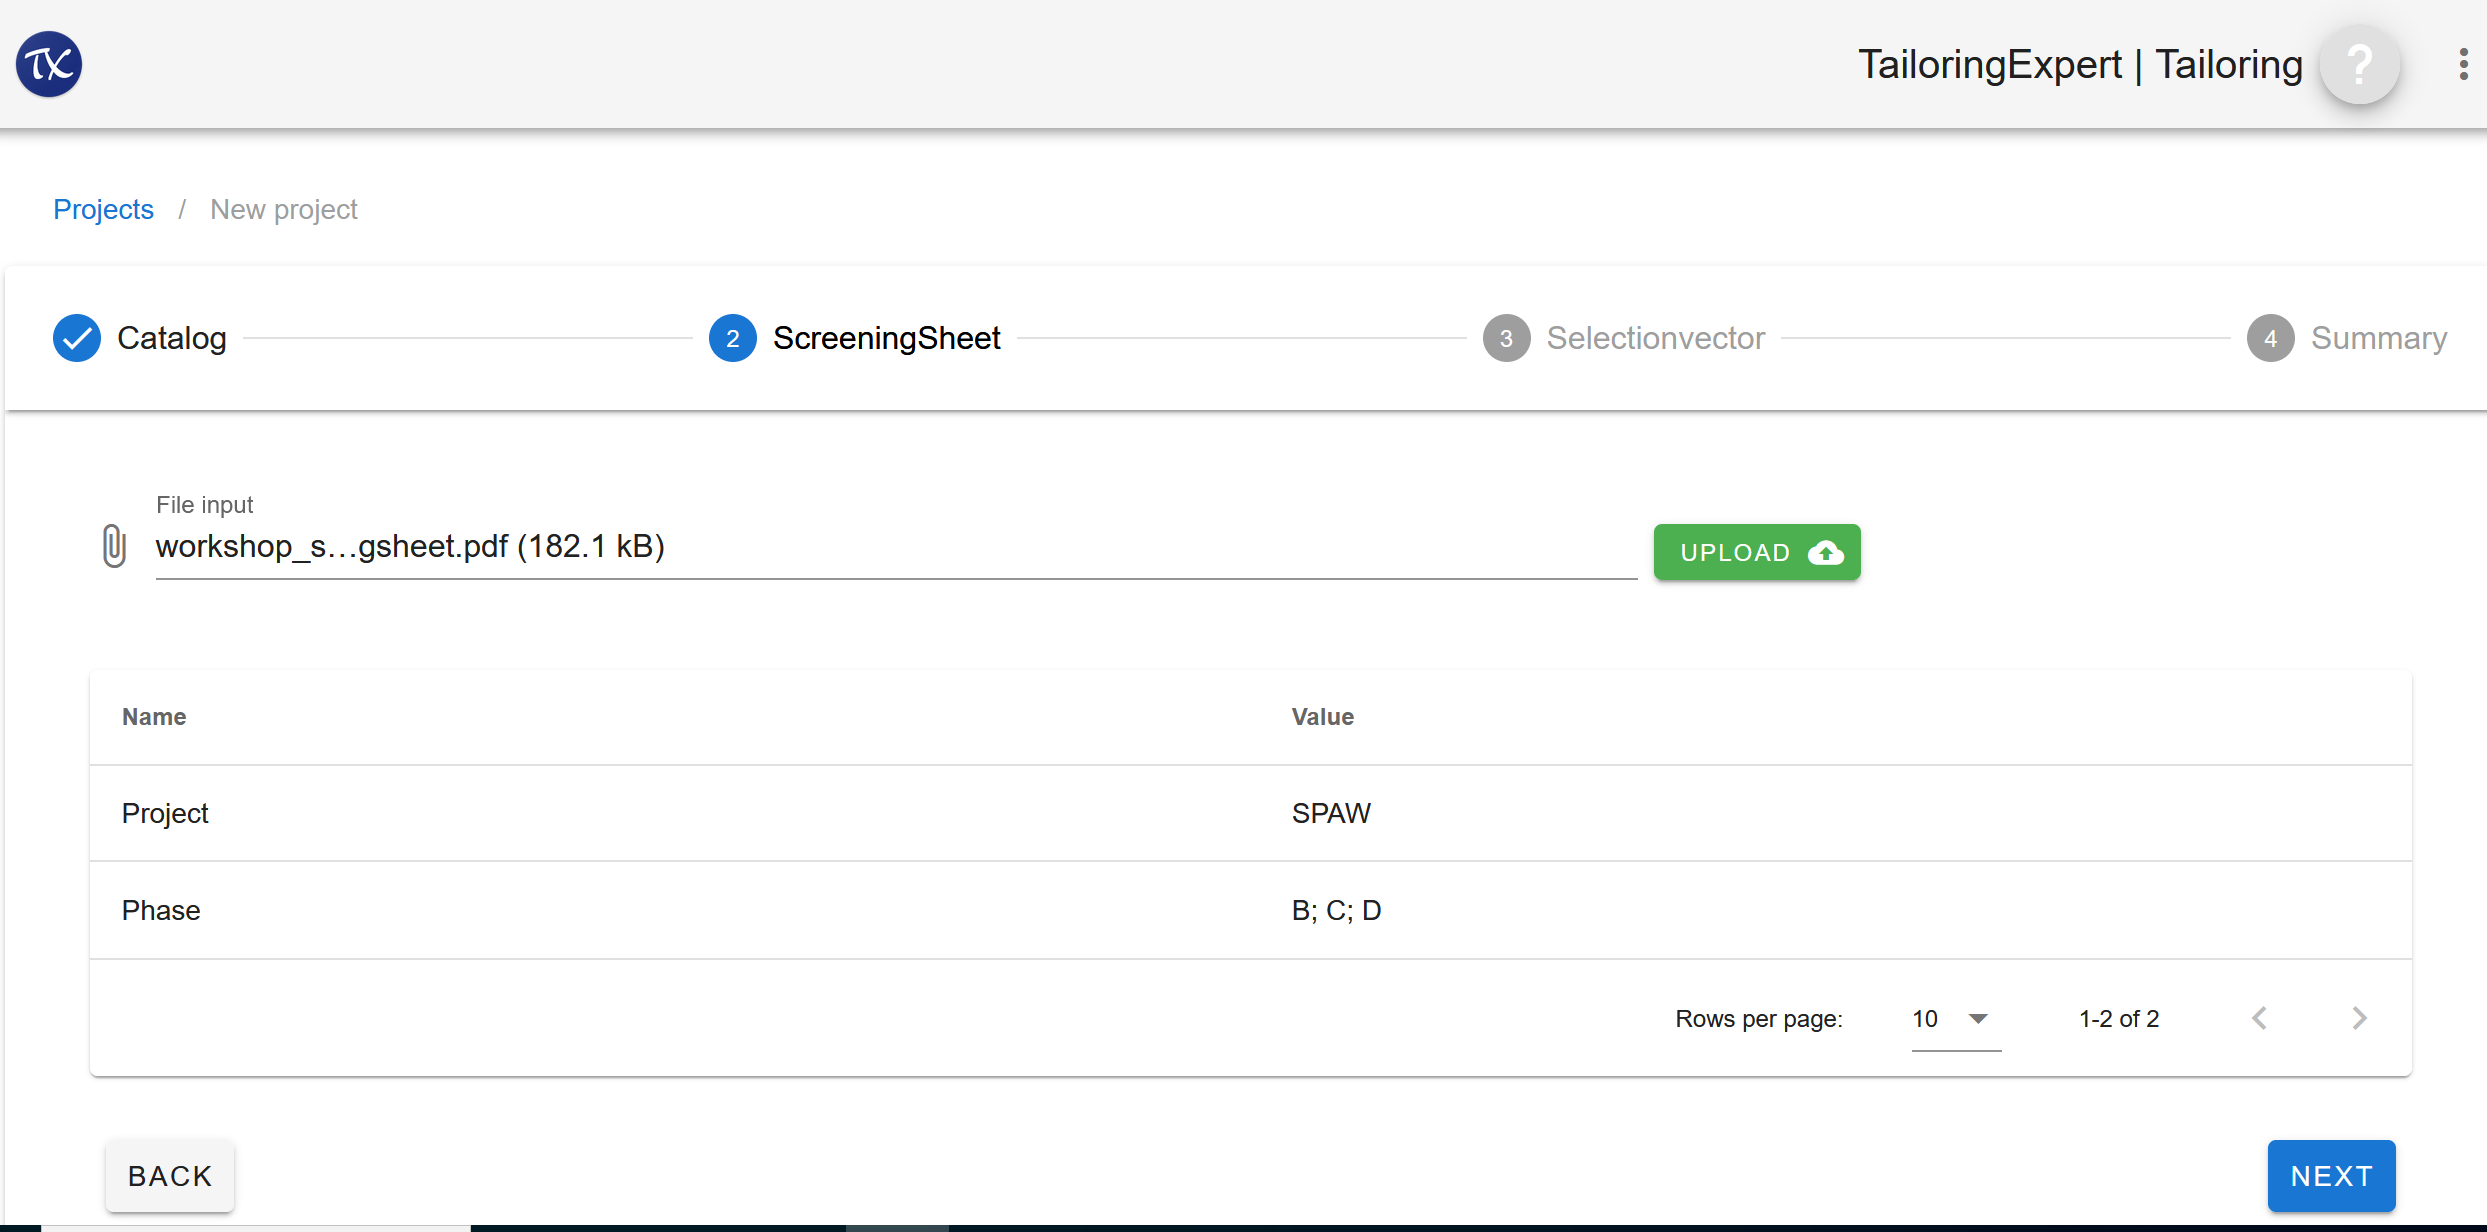 TX
TailoringExpert | Tailoring ?
Projects / New project
Catalog 2 ScreeningSheet 3 Selectionvector 4 Summary
File input
workshop_s...gsheet.pdf (182.1 kB)
UPLOAD
Name Value
Project SPAW
Phase B; C; D
Rows per page: 10 1-2 of 2
BACK NEXT